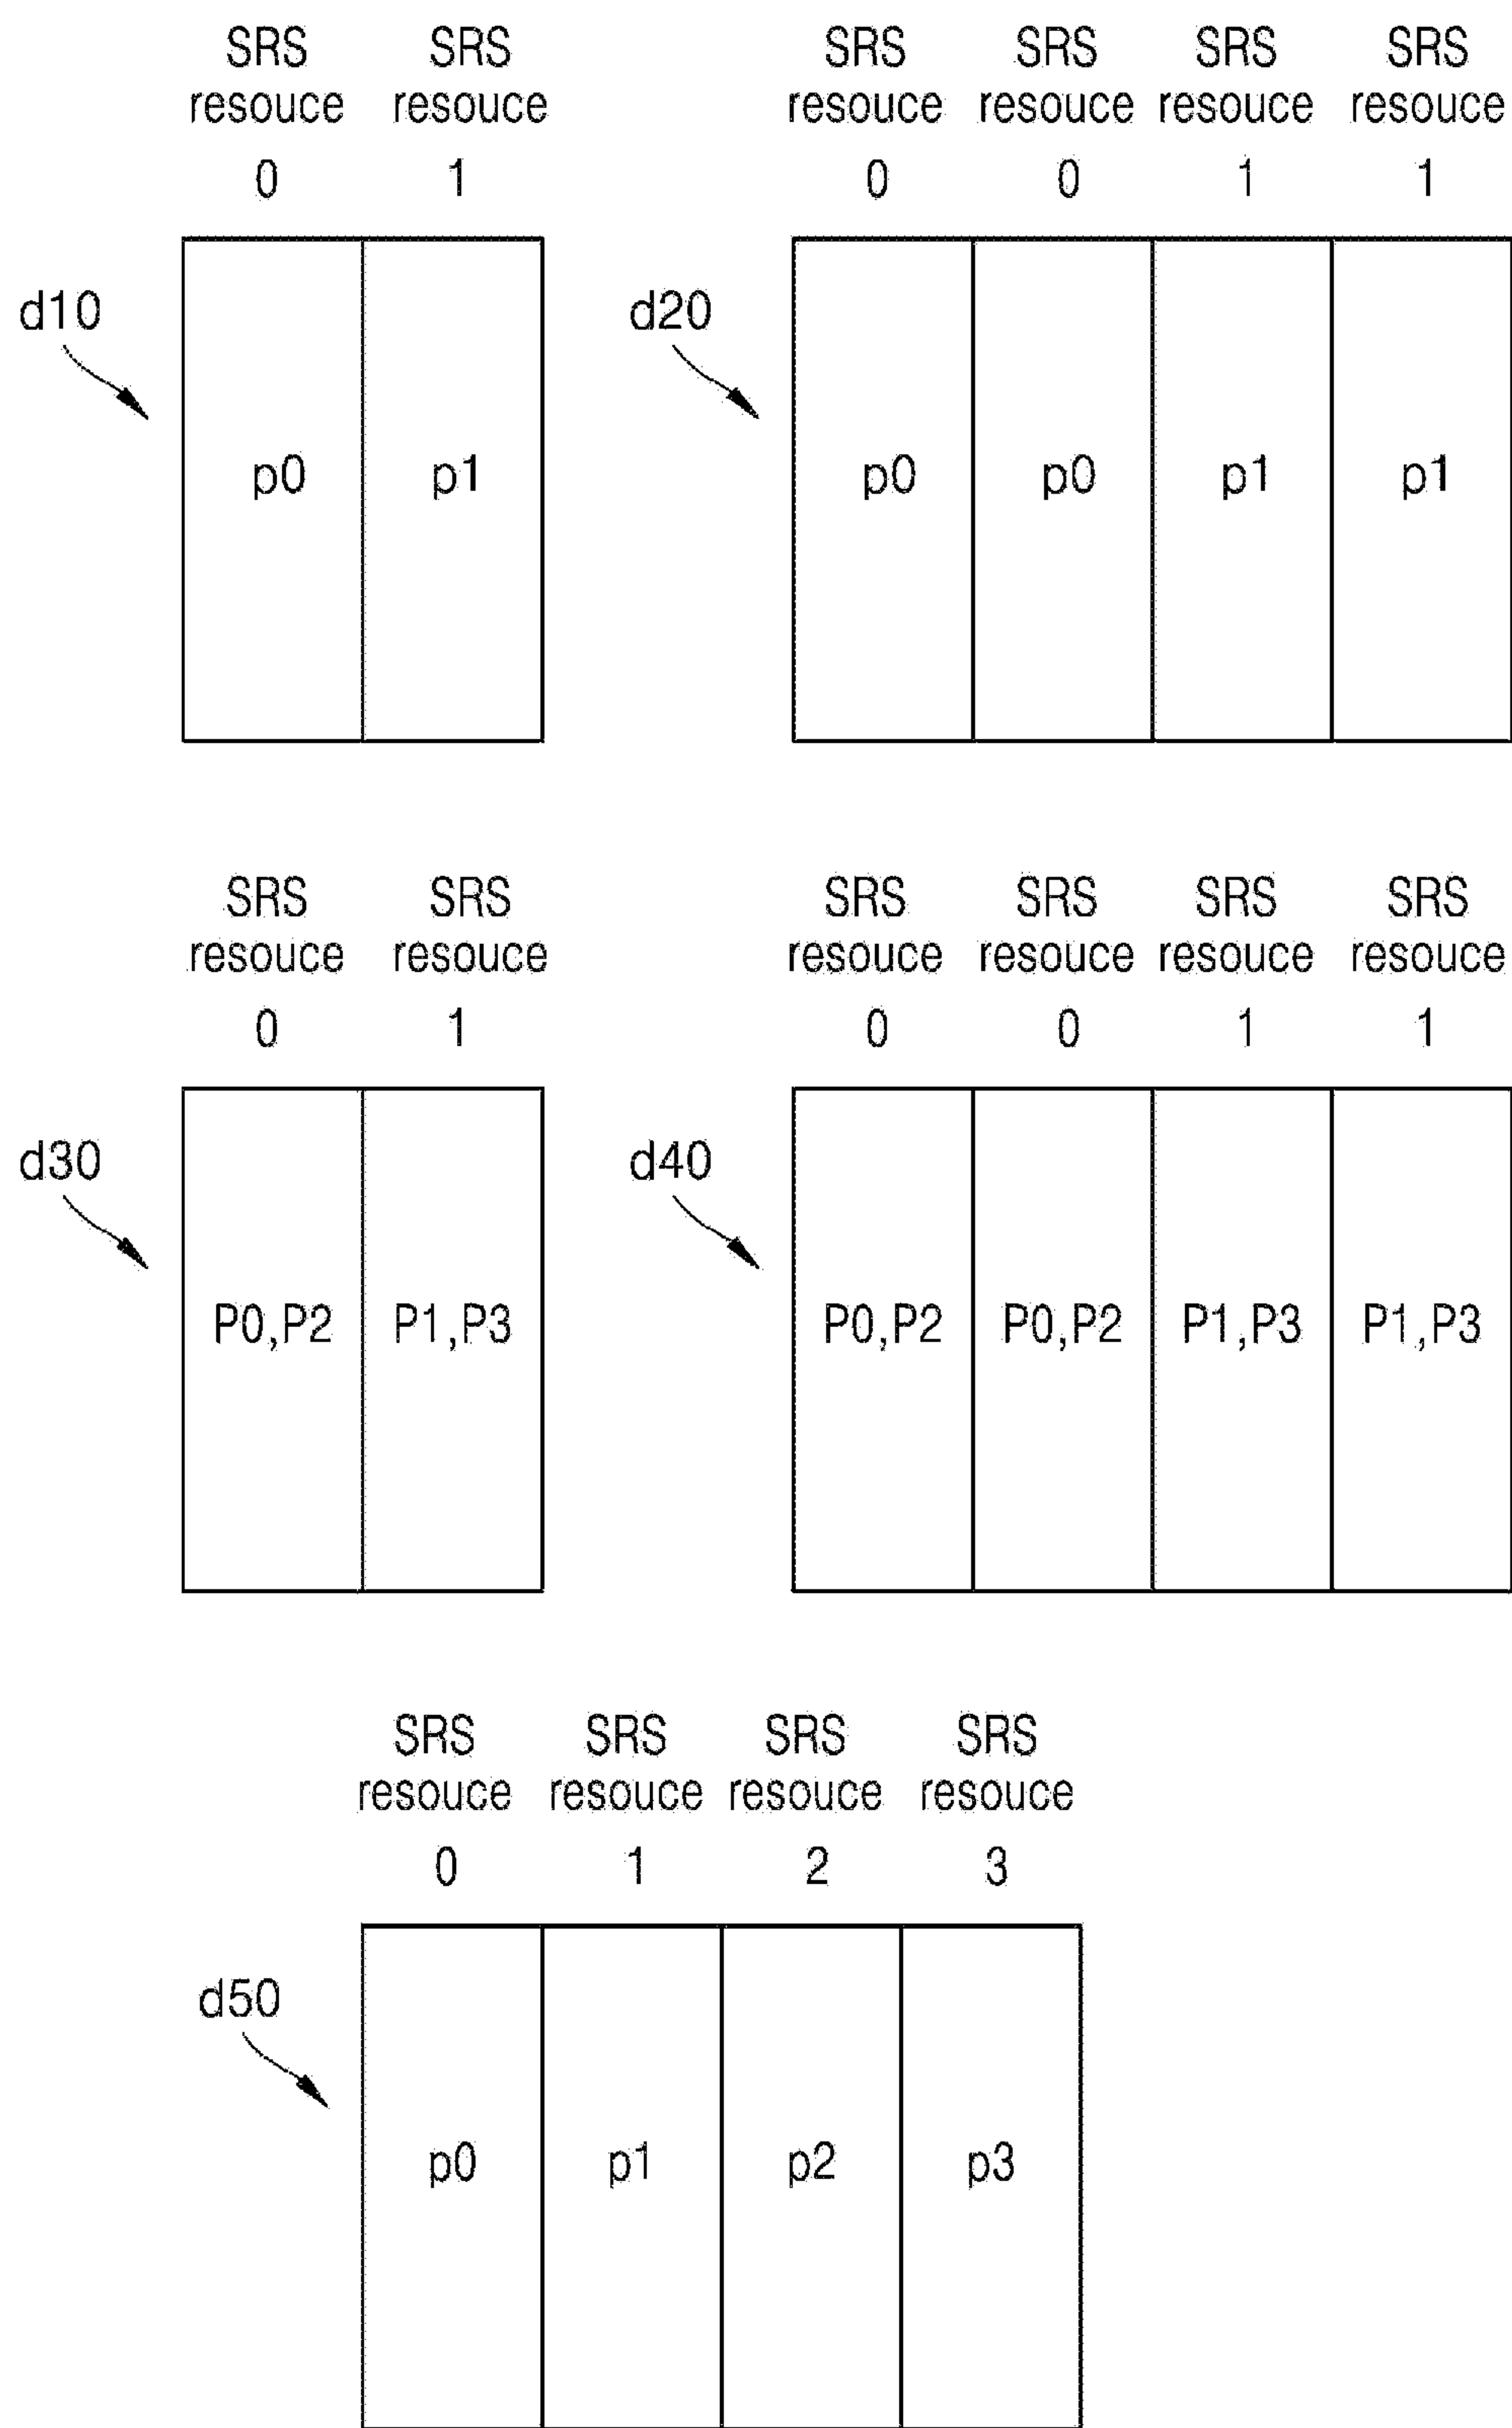 SRS SRS SRS SRS SRS SRS
resouce resouce resouce resouce resouce resouce
0 1 0 0 1 1
d10 d20
p0 p1 p0 p0 p1 p1
SRS SRS SRS SRS SRS SRS
resouce resouce resouce resouce resouce resouce
0 1 0 0 1 1
d30 d40
P0,P2 P1,P3 P0,P2 P0,P2 P1,P3 P1,P3
SRS SRS SRS SRS
resouce resouce resouce resouce
0 1 2 3
d50
p0 p1 p2 p3